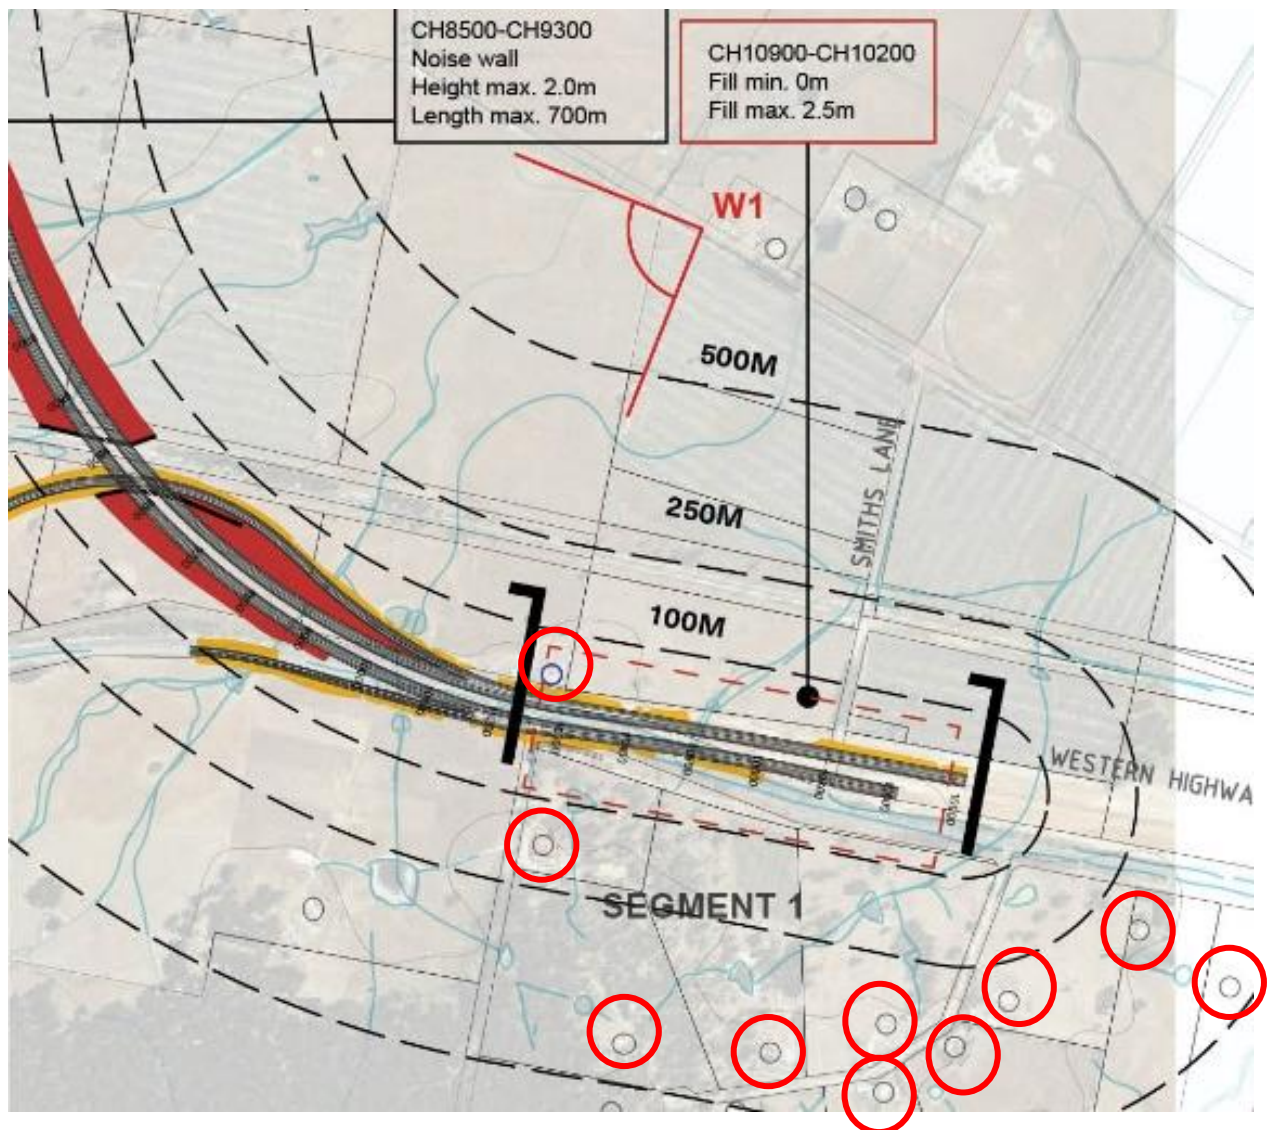 CH8500-CH9300
Noise wall
Height max. 2.0m
Length max. 700m
CH10900-CH10200
Fill min. 0m
Fill max. 2.5m
W1
500M
SMITHS LANE
250M
100M
WESTERN HIGHWA
SEGMENT 1